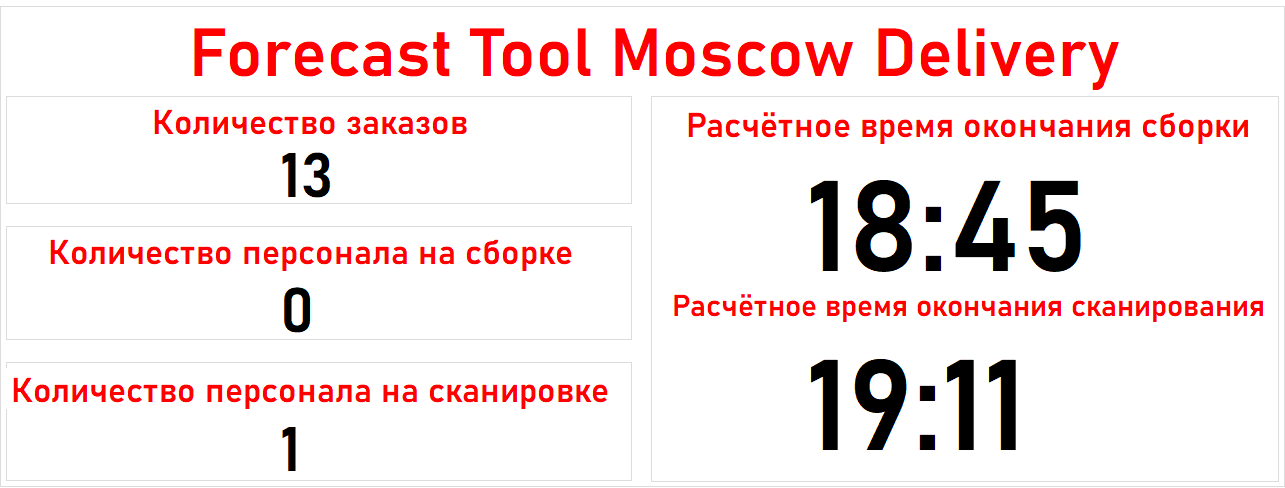 Forecast Tool Moscow Delivery
Количество заказов
13
Количество персонала на сборке
0
Количество персонала на сканировке
1
Расчётное время окончания сборки
18:45
Расчётное время окончания сканирования
19:11